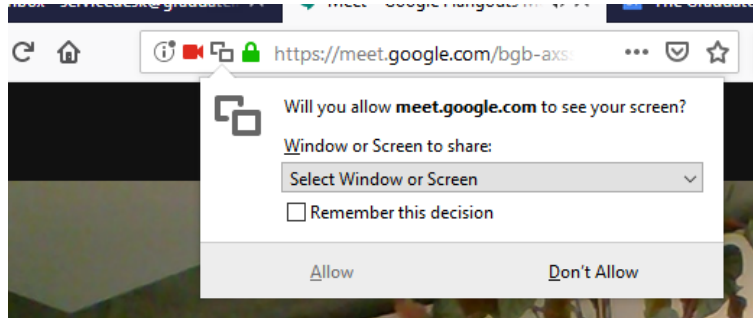 Meet - Google Hangouts M
https://meet.google.com/bgb-axs
Will you allow meet.google.com to see your screen?
Window or Screen to share:
Select Window or Screen
Remember this decision
Allow
Don't Allow